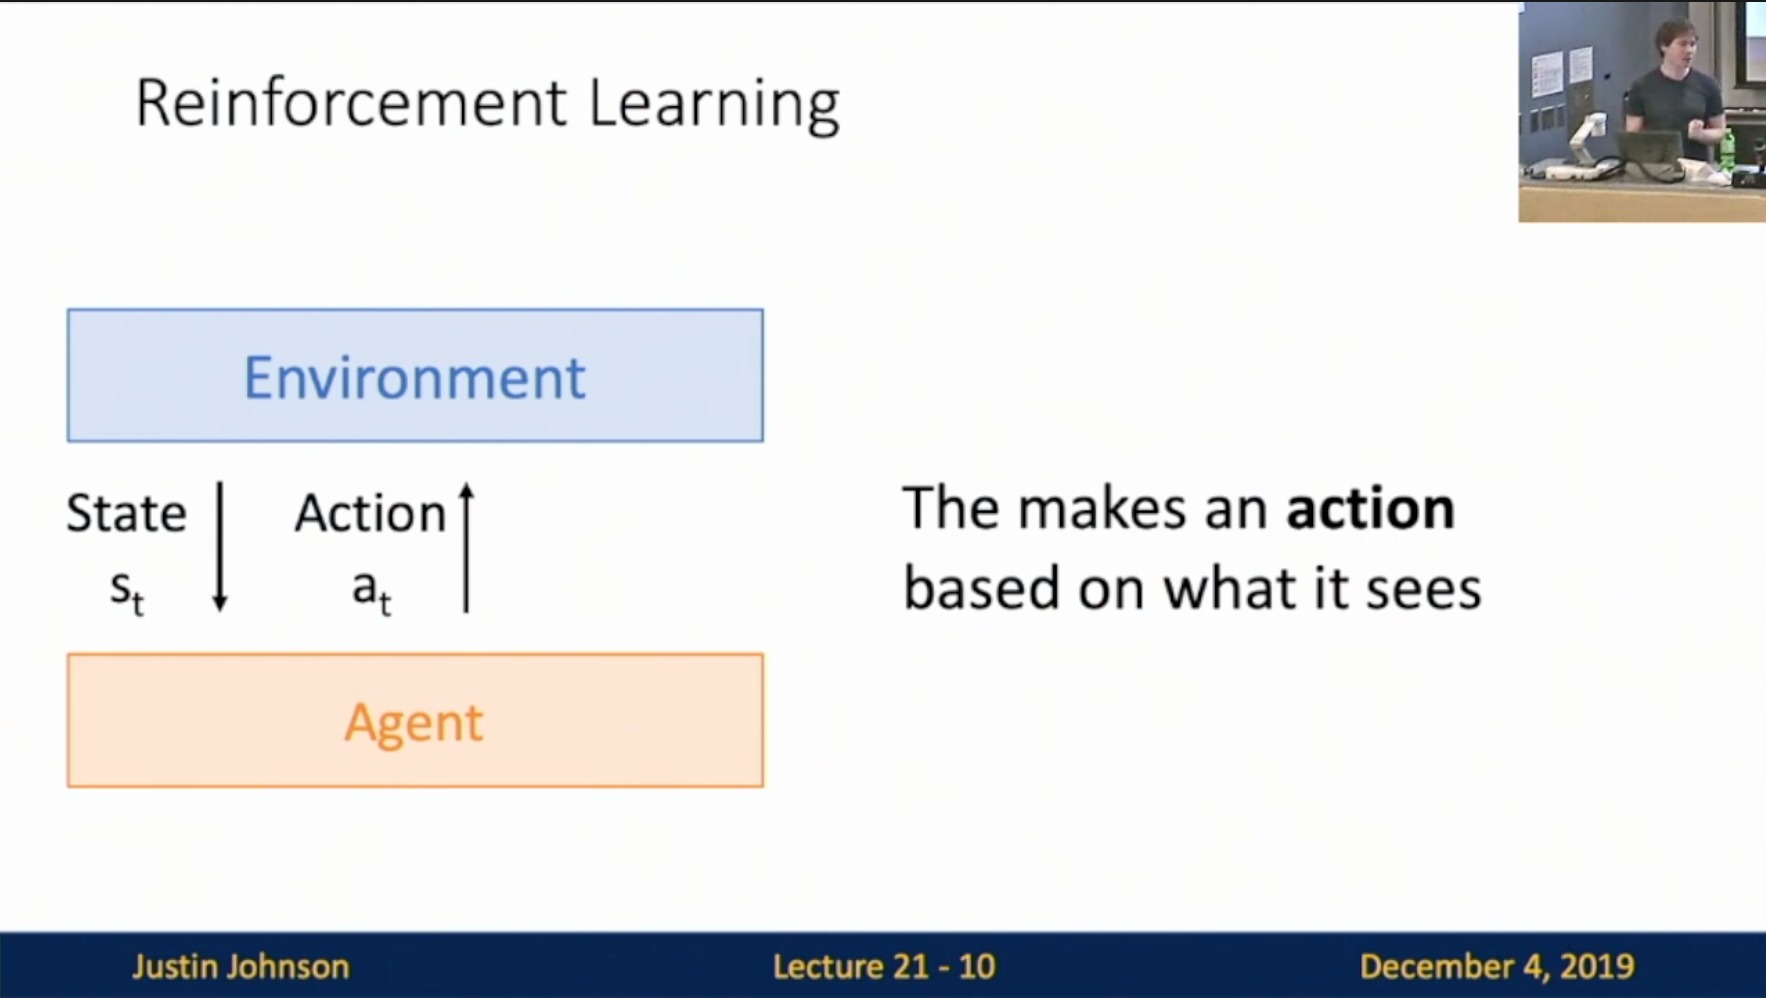 Reinforcement Learning
Environment
State
Action
s_t
a_t
The makes an action
based on what it sees
Agent
Justin Johnson
Lecture 21 - 10
December 4, 2019